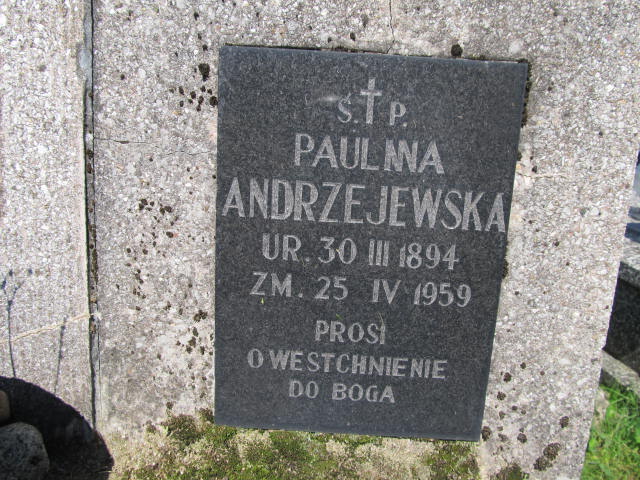 Ś.†P.
PAULINA
ANDRZEJEWSKA
UR. 30 III 1894
ZM. 25 IV 1959
PROSI
O WESTCHNIENIE
DO BOGA